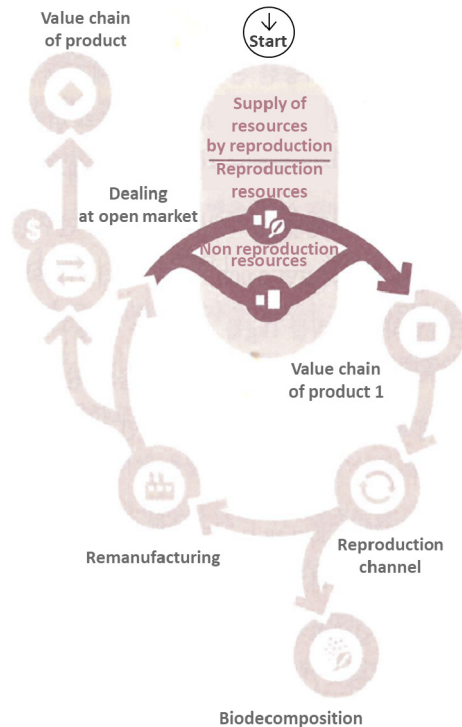 Value chain
of product
Start
Supply of
resources
by reproduction
Reproduction
resources
Dealing
at open market
$
Non reproduction
resources
Value chain
of product 1
Remanufacturing
Reproduction
channel
Biodecomposition